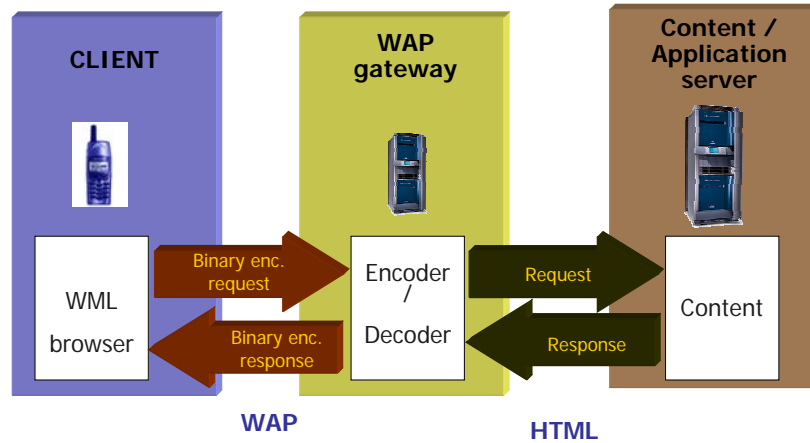 CLIENT
WAP
gateway
Content /
Application
server
Binary enc.
request
Binary enc.
response
WML
browser
Encoder
/
Decoder
Request
Response
Content
WAP
HTML